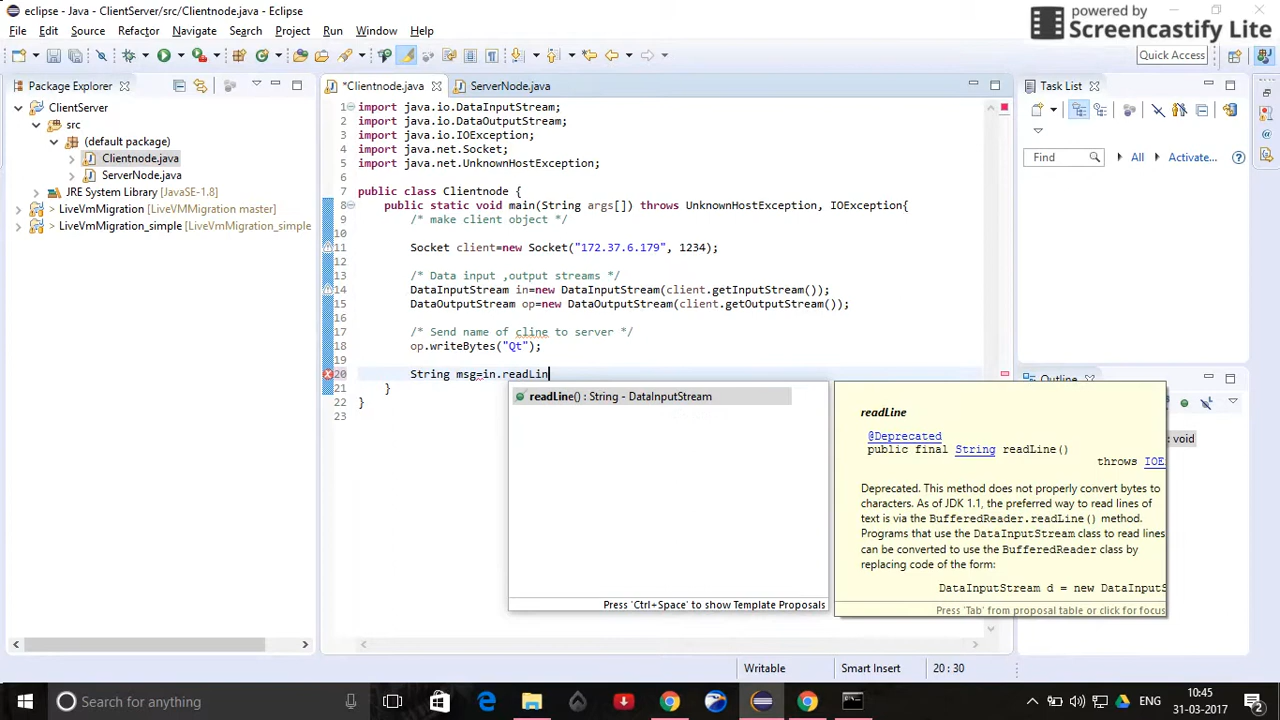 eclipse - Java - ClientServer/src/Clientnode.java - Eclipse
powered by
Screencastify Lite
File Edit Source Refactor Navigate Search Project Run Window Help
Quick Access
Package Explorer
ClientServer
src
(default package)
Clientnode.java
ServerNode.java
JRE System Library [JavaSE-1.8]
> LiveVmMigration [LiveVMMigration master]
> LiveVmMigration_simple [LiveVmMigration_simple
*Clientnode.java ServerNode.java
1 import java.io.DataInputStream;
2 import java.io.DataOutputStream;
3 import java.io.IOException;
4 import java.net.Socket;
5 import java.net.UnknownHostException;
6
7 public class Clientnode {
8 public static void main(String args[]) throws UnknownHostException, IOException{
9 /* make client object */
10
11 Socket client=new Socket("172.37.6.179", 1234);
12
13 /* Data input ,output streams */
14 DataInputStream in=new DataInputStream(client.getInputStream());
15 DataOutputStream op=new DataOutputStream(client.getOutputStream());
16
17 /* Send name of cline to server */
18 op.writeBytes("Qt");
19
20 String msg=in.readLin
21 }
22 }
23
readLine() : String - DataInputStream
Press 'Ctrl+Space' to show Template Proposals
readLine
@Deprecated
public final String readLine()
throws IOE
Deprecated. This method does not properly convert bytes to
characters. As of JDK 1.1, the preferred way to read lines of
text is via the BufferedReader.readLine() method.
Programs that use the DataInputStream class to read lines
can be converted to use the BufferedReader class by
replacing code of the form:
DataInputStream d = new DataInputS
Press 'Tab' from proposal table or click for focus
Task List
Find All Activate...
Outline
: void
Writable Smart Insert 20 : 30
Search for anything
ENG
10:45
31-03-2017
2